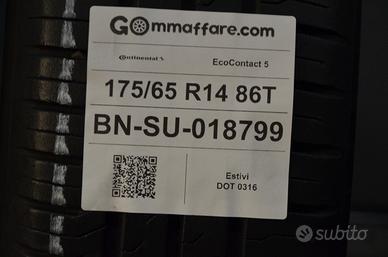 GOmmaffare.com
Continental EcoContact 5
175/65 R14 86T
BN-SU-018799
Estivi
DOT 0316
subito